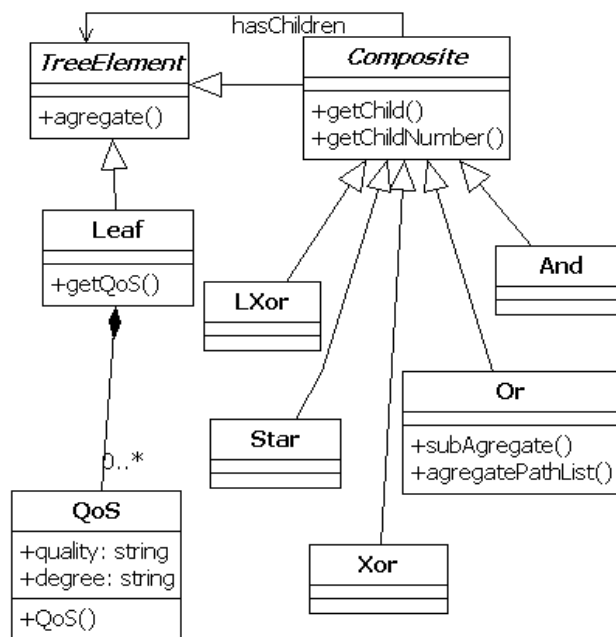 hasChildren
TreeElement
+agregate()
Composite
+getChild()
+getChildNumber()
Leaf
+getQoS()
And
LXor
Or
+subAgregate()
+agregatePathList()
Star
0..*
QoS
+quality: string
+degree: string
+QoS()
Xor